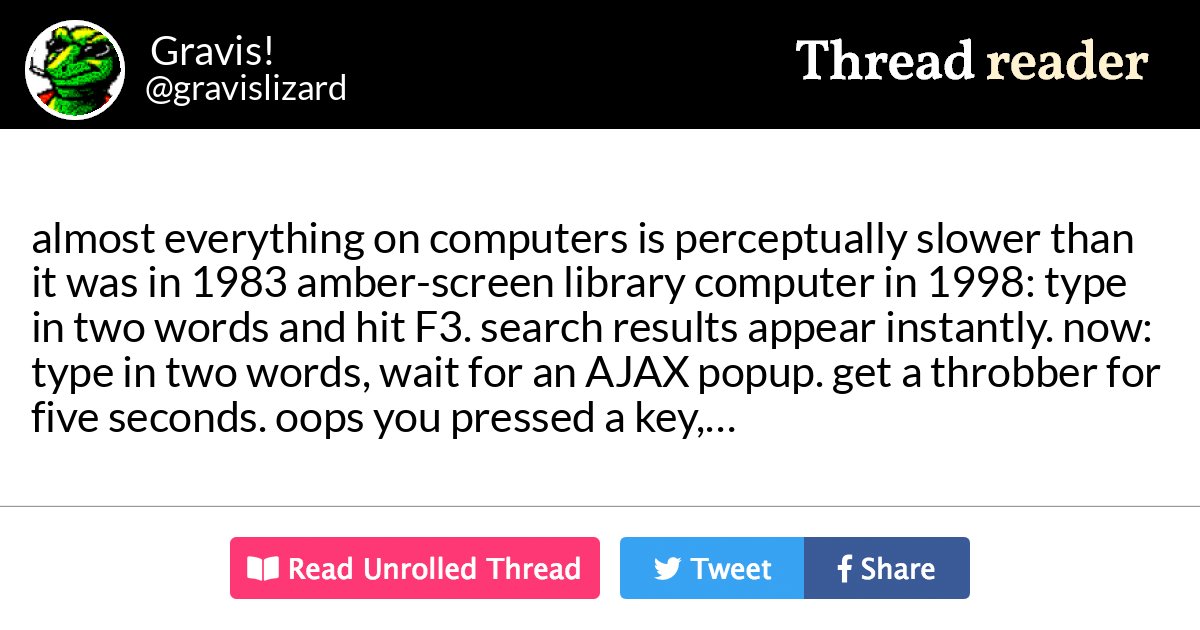 Gravis!
@gravislizard
Thread reader
almost everything on computers is perceptually slower than
it was in 1983 amber-screen library computer in 1998: type
in two words and hit F3. search results appear instantly. now:
type in two words, wait for an AJAX popup. get a throbber for
five seconds. oops you pressed a key,...
Read Unrolled Thread
Tweet
Share